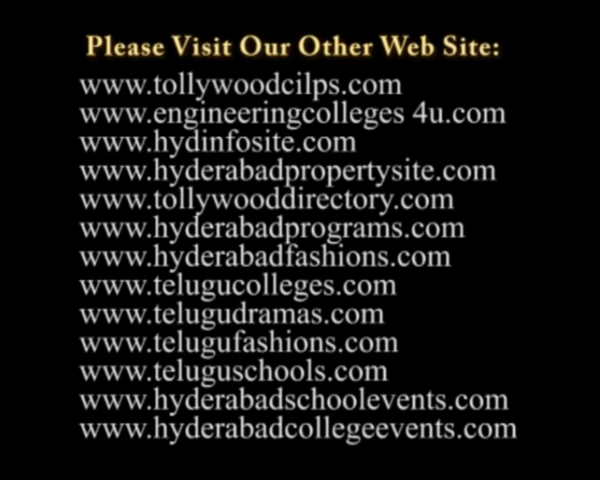 Please Visit Our Other Web Site:
www.tollywoodcilps.com
www.engineeringcolleges 4u.com
www.hydinfosite.com
www.hyderabadpropertysite.com
www.tollywooddirectory.com
www.hyderabadprograms.com
www.hyderabadfashions.com
www.telugucolleges.com
www.telugudramas.com
www.telugufashions.com
www.teluguschools.com
www.hyderabadschoolevents.com
www.hyderabadcollegeevents.com